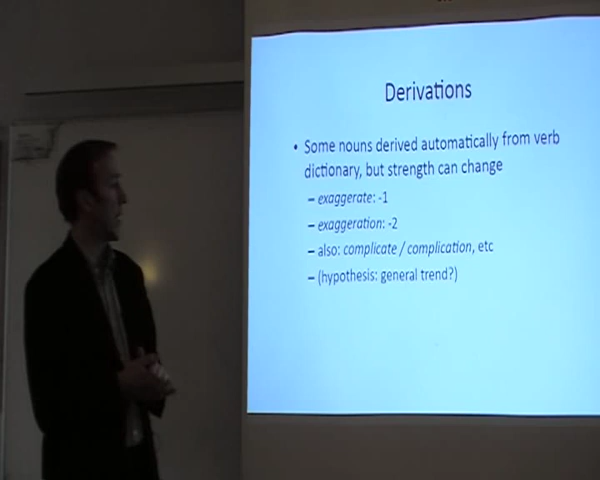 Derivations
• Some nouns derived automatically from verb
dictionary, but strength can change
– exaggerate: -1
– exaggeration: -2
– also: complicate / complication, etc
– (hypothesis: general trend?)